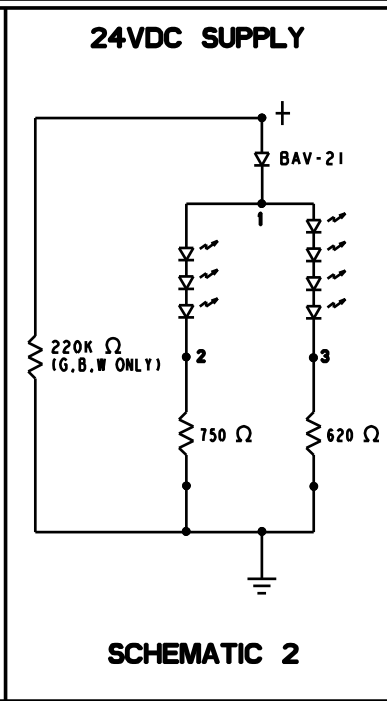 24VDC SUPPLY
+
BAV-21
1
220K Ω
(G,B,W ONLY)
2
3
750 Ω
620 Ω
SCHEMATIC 2